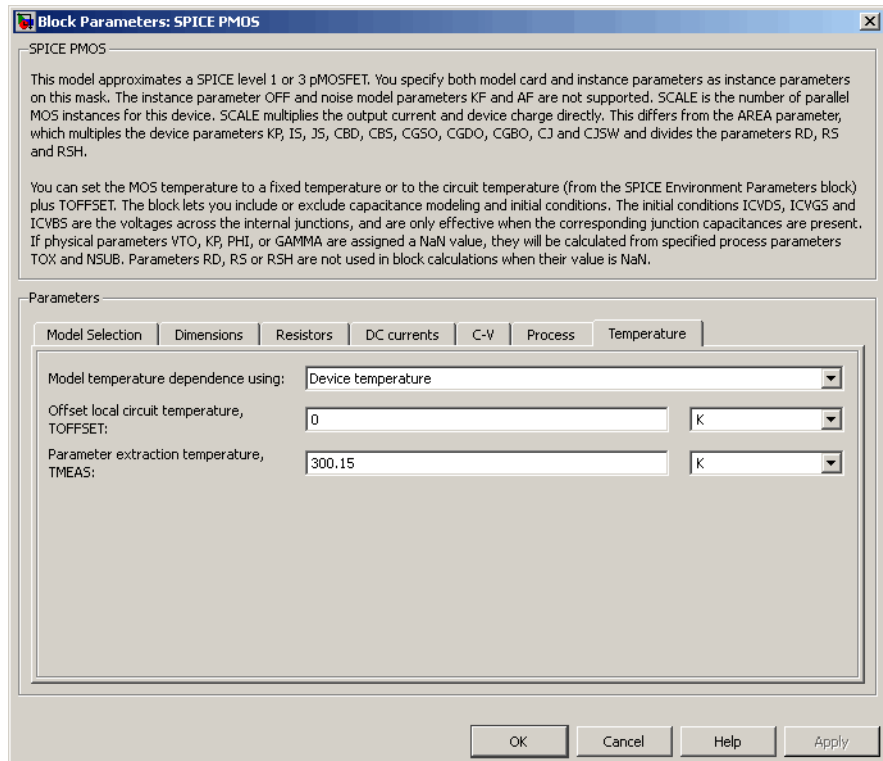 Block Parameters: SPICE PMOS
SPICE PMOS
This model approximates a SPICE level 1 or 3 pMOSFET. You specify both model card and instance parameters as instance parameters
on this mask. The instance parameter OFF and noise model parameters KF and AF are not supported. SCALE is the number of parallel
MOS instances for this device. SCALE multiplies the output current and device charge directly. This differs from the AREA parameter,
which multiples the device parameters KP, IS, JS, CBD, CBS, CGSO, CGDO, CGBO, CJ and CJSW and divides the parameters RD, RS
and RSH.
You can set the MOS temperature to a fixed temperature or to the circuit temperature (from the SPICE Environment Parameters block)
plus TOFFSET. The block lets you include or exclude capacitance modeling and initial conditions. The initial conditions ICVDS, ICVGS and
ICVBS are the voltages across the internal junctions, and are only effective when the corresponding junction capacitances are present.
If physical parameters VTO, KP, PHI, or GAMMA are assigned a NaN value, they will be calculated from specified process parameters
TOX and NSUB. Parameters RD, RS or RSH are not used in block calculations when their value is NaN.
Parameters
Model Selection Dimensions Resistors DC currents C-V Process Temperature
Model temperature dependence using: Device temperature
Offset local circuit temperature,
TOFFSET: 0 K
Parameter extraction temperature,
TMEAS: 300.15 K
OK Cancel Help Apply